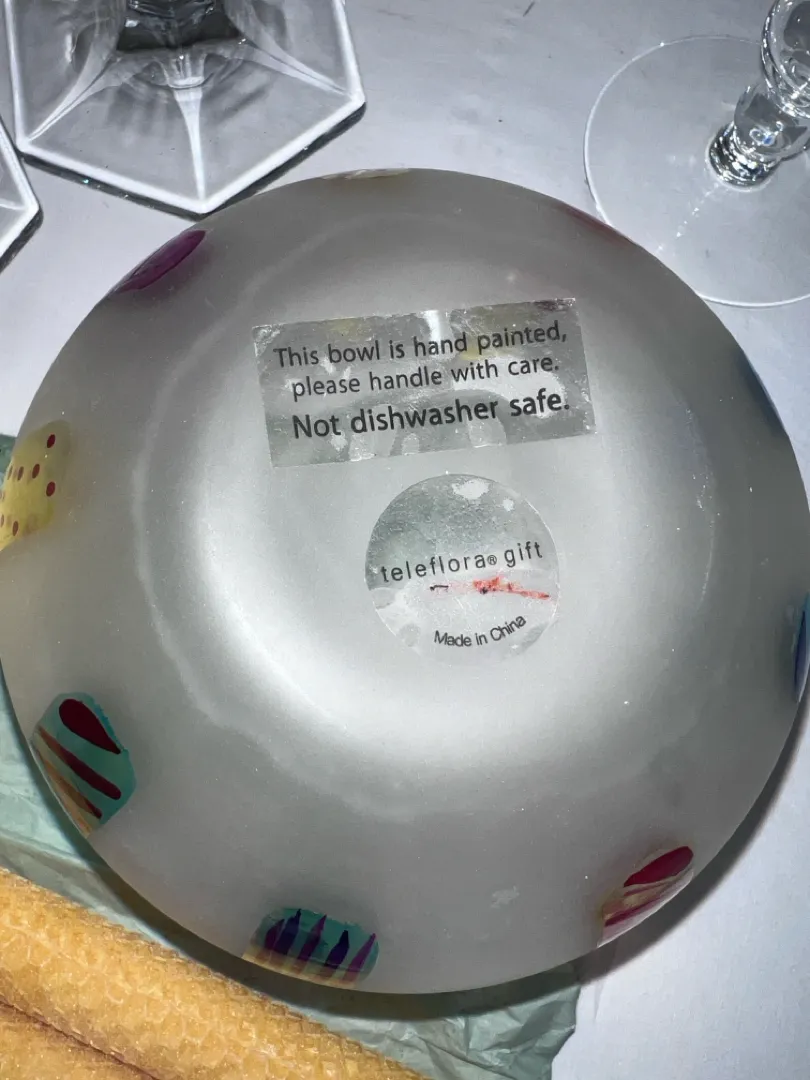 This bowl is hand painted,
please handle with care.
Not dishwasher safe.
teleflora® gift
Made in China